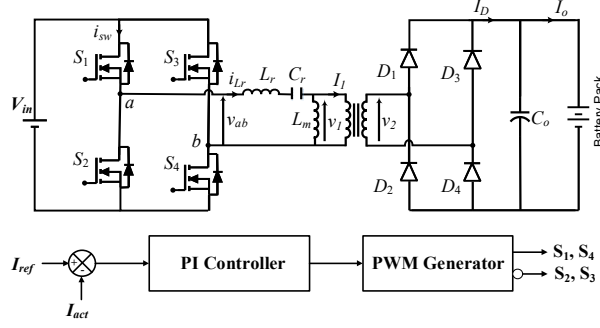 i_sw
I_D
I_o
S_1
S_3
D_1
D_3
V_in
a
i_Lr
L_r
C_r
I_1
L_m
v_1
v_2
v_ab
C_o
Battery Pack
b
S_2
S_4
D_2
D_4
I_ref
+
-
I_act
PI Controller
PWM Generator
S_1, S_4
S_2, S_3